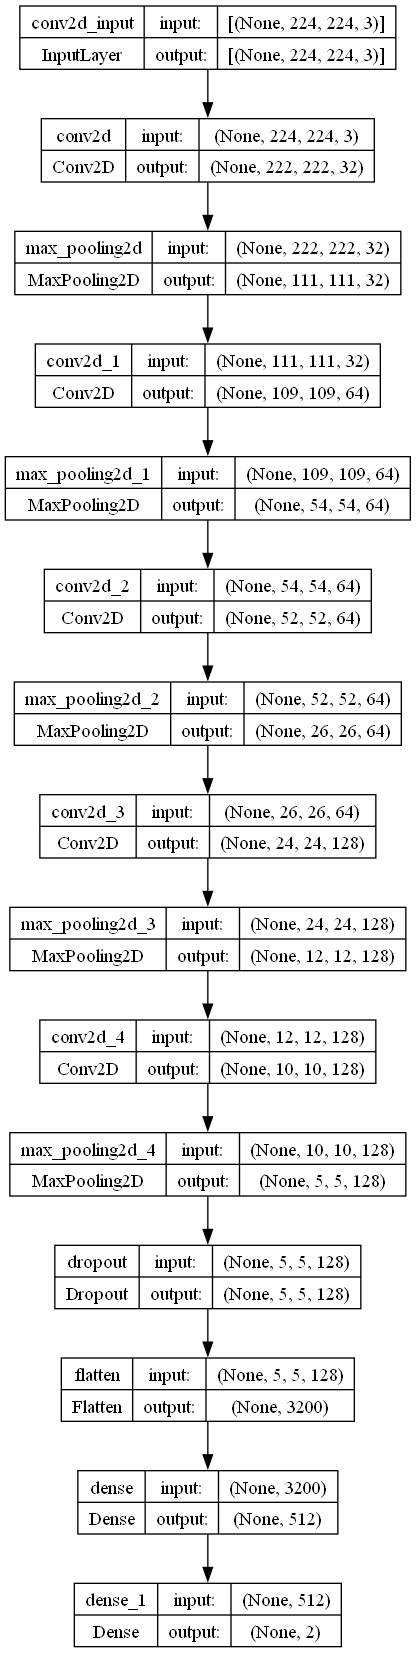 conv2d_input input: [(None, 224, 224, 3)]
InputLayer output: [(None, 224, 224, 3)]
conv2d input: (None, 224, 224, 3)
Conv2D output: (None, 222, 222, 32)
max_pooling2d input: (None, 222, 222, 32)
MaxPooling2D output: (None, 111, 111, 32)
conv2d_1 input: (None, 111, 111, 32)
Conv2D output: (None, 109, 109, 64)
max_pooling2d_1 input: (None, 109, 109, 64)
MaxPooling2D output: (None, 54, 54, 64)
conv2d_2 input: (None, 54, 54, 64)
Conv2D output: (None, 52, 52, 64)
max_pooling2d_2 input: (None, 52, 52, 64)
MaxPooling2D output: (None, 26, 26, 64)
conv2d_3 input: (None, 26, 26, 64)
Conv2D output: (None, 24, 24, 128)
max_pooling2d_3 input: (None, 24, 24, 128)
MaxPooling2D output: (None, 12, 12, 128)
conv2d_4 input: (None, 12, 12, 128)
Conv2D output: (None, 10, 10, 128)
max_pooling2d_4 input: (None, 10, 10, 128)
MaxPooling2D output: (None, 5, 5, 128)
dropout input: (None, 5, 5, 128)
Dropout output: (None, 5, 5, 128)
flatten input: (None, 5, 5, 128)
Flatten output: (None, 3200)
dense input: (None, 3200)
Dense output: (None, 512)
dense_1 input: (None, 512)
Dense output: (None, 2)